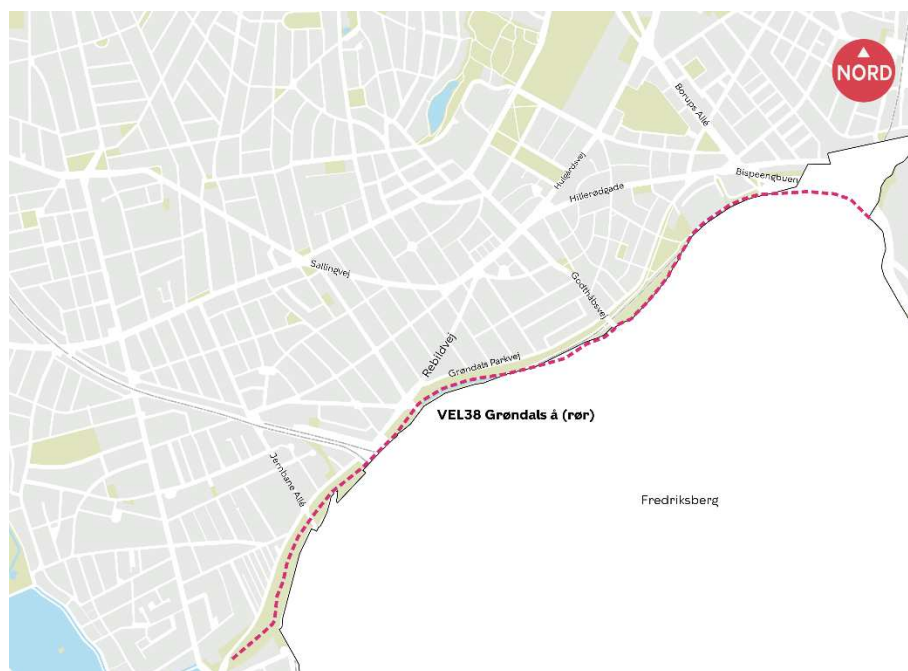 NORD
Borups Allé
Bispeengbuen
Hulgårdsvej
Hillerødgade
Sallingvej
Godthåbsvej
Rebildvej
Grøndals Parkvej
VEL38 Grøndals å (rør)
Jernbane Allé
Fredriksberg